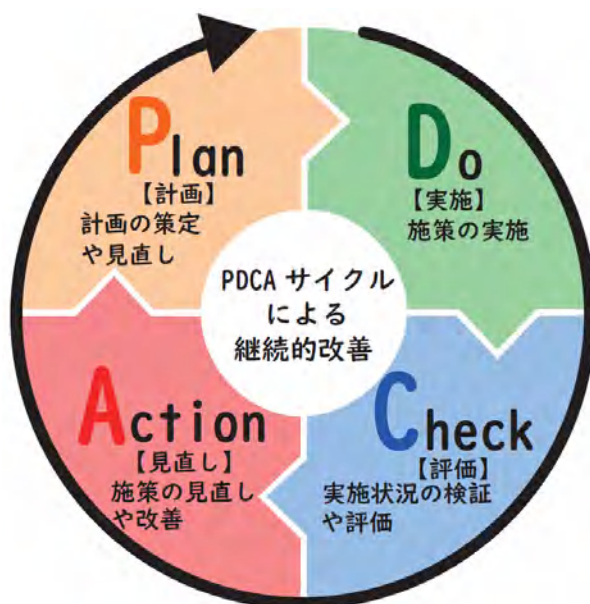 Plan
【計画】
計画の策定
や見直し
Do
【実施】
施策の実施
PDCA サイクル
による
継続的改善
Check
【評価】
実施状況の検証
や評価
Action
【見直し】
施策の見直し
や改善